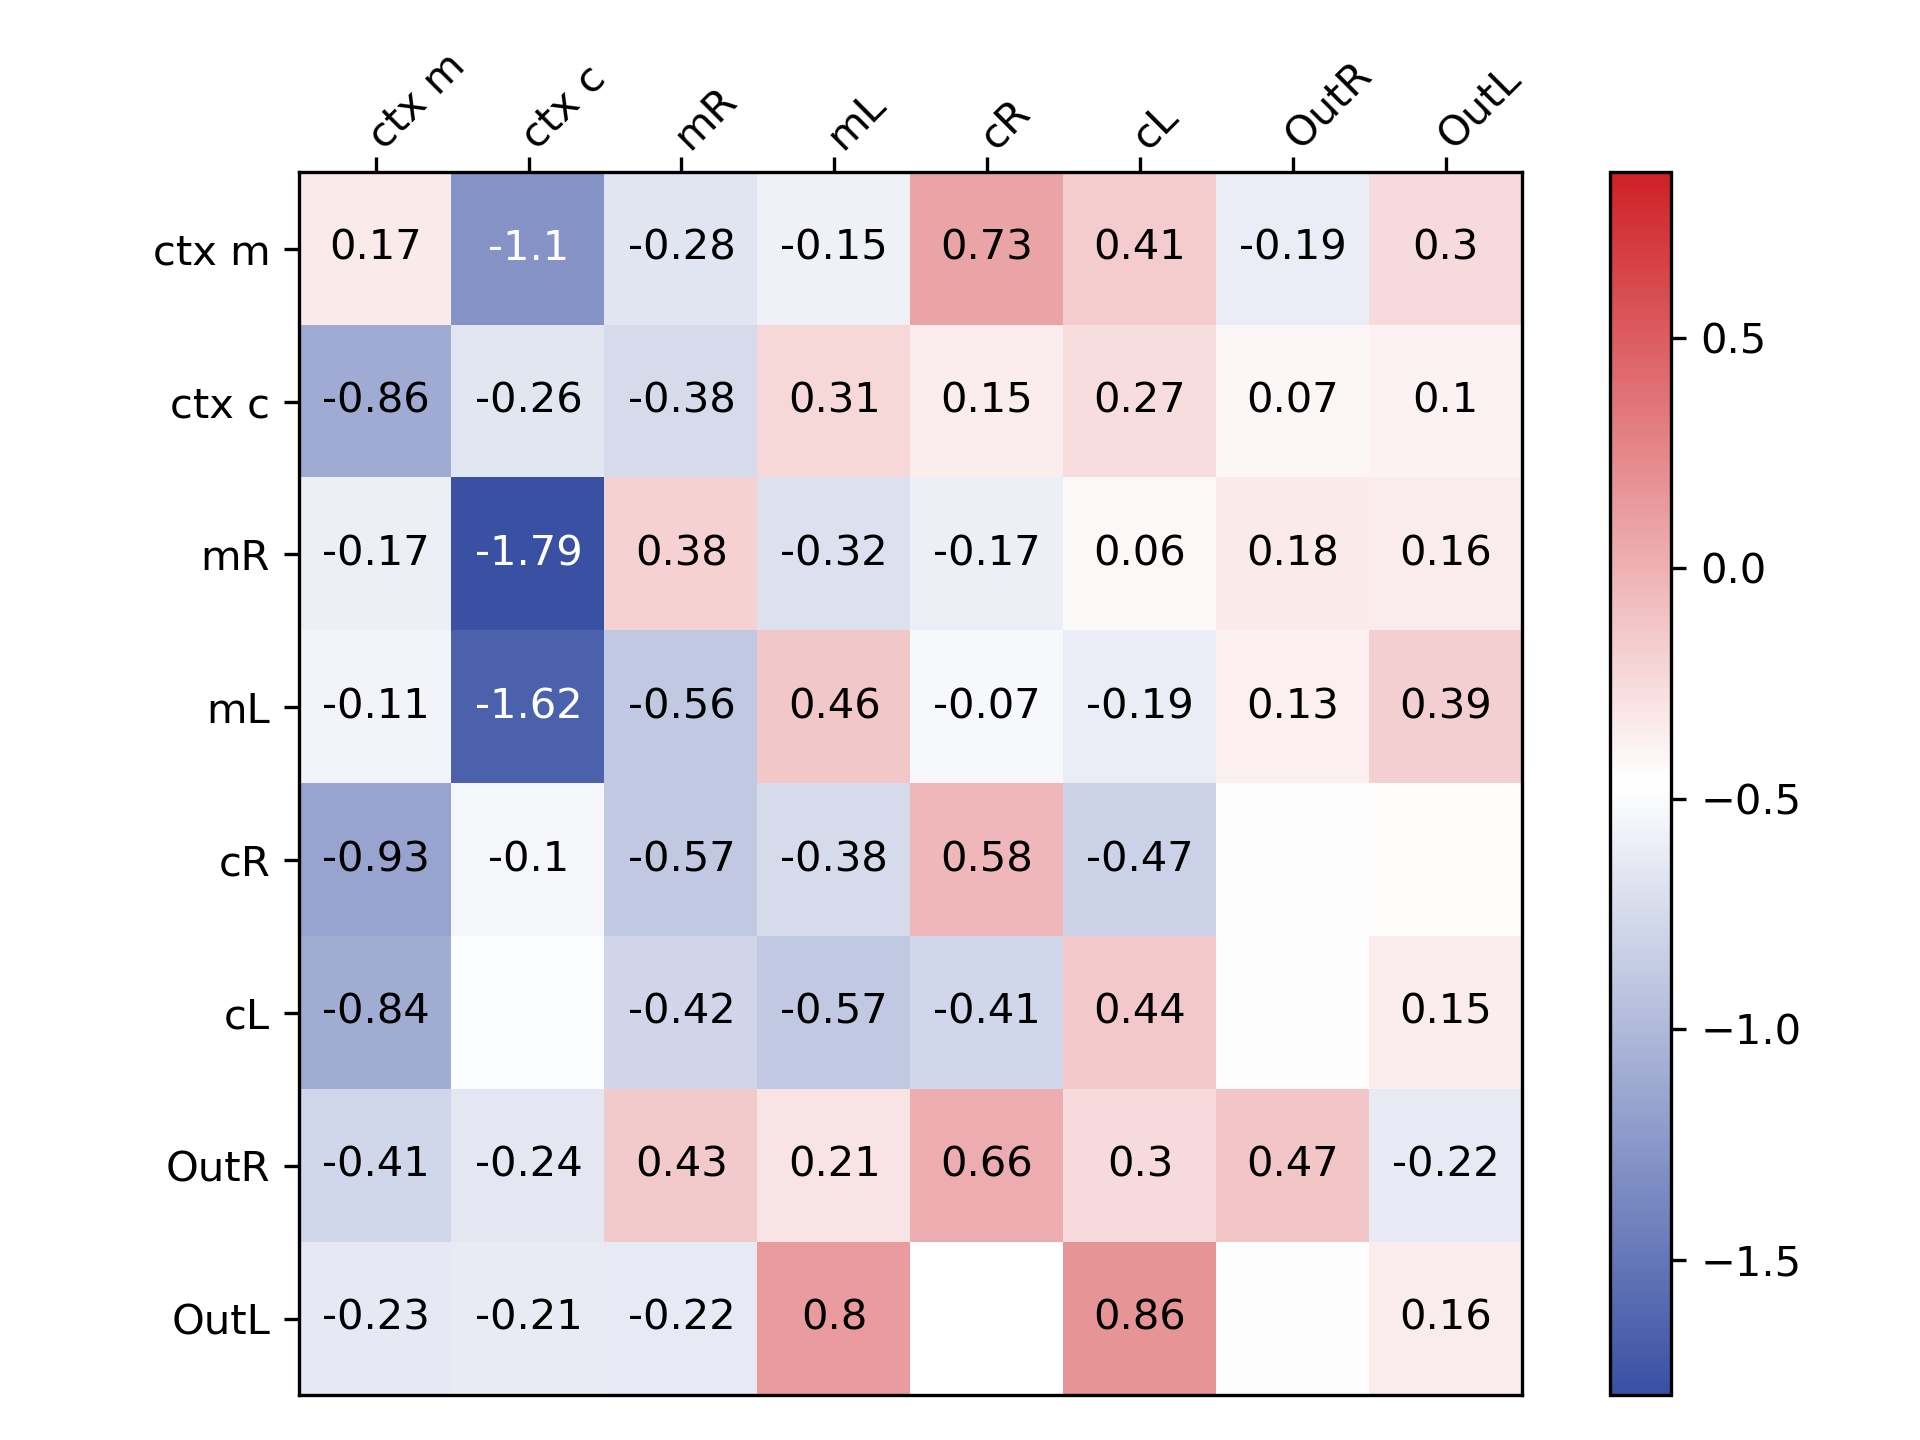 ctx m ctx c mR mL cR cL OutR OutL
ctx m 0.17 -1.1 -0.28 -0.15 0.73 0.41 -0.19 0.3
ctx c -0.86 -0.26 -0.38 0.31 0.15 0.27 0.07 0.1
mR -0.17 -1.79 0.38 -0.32 -0.17 0.06 0.18 0.16
mL -0.11 -1.62 -0.56 0.46 -0.07 -0.19 0.13 0.39
cR -0.93 -0.1 -0.57 -0.38 0.58 -0.47
cL -0.84 -0.42 -0.57 -0.41 0.44 0.15
OutR -0.41 -0.24 0.43 0.21 0.66 0.3 0.47 -0.22
OutL -0.23 -0.21 -0.22 0.8 0.86 0.16
0.5
0.0
−0.5
−1.0
−1.5